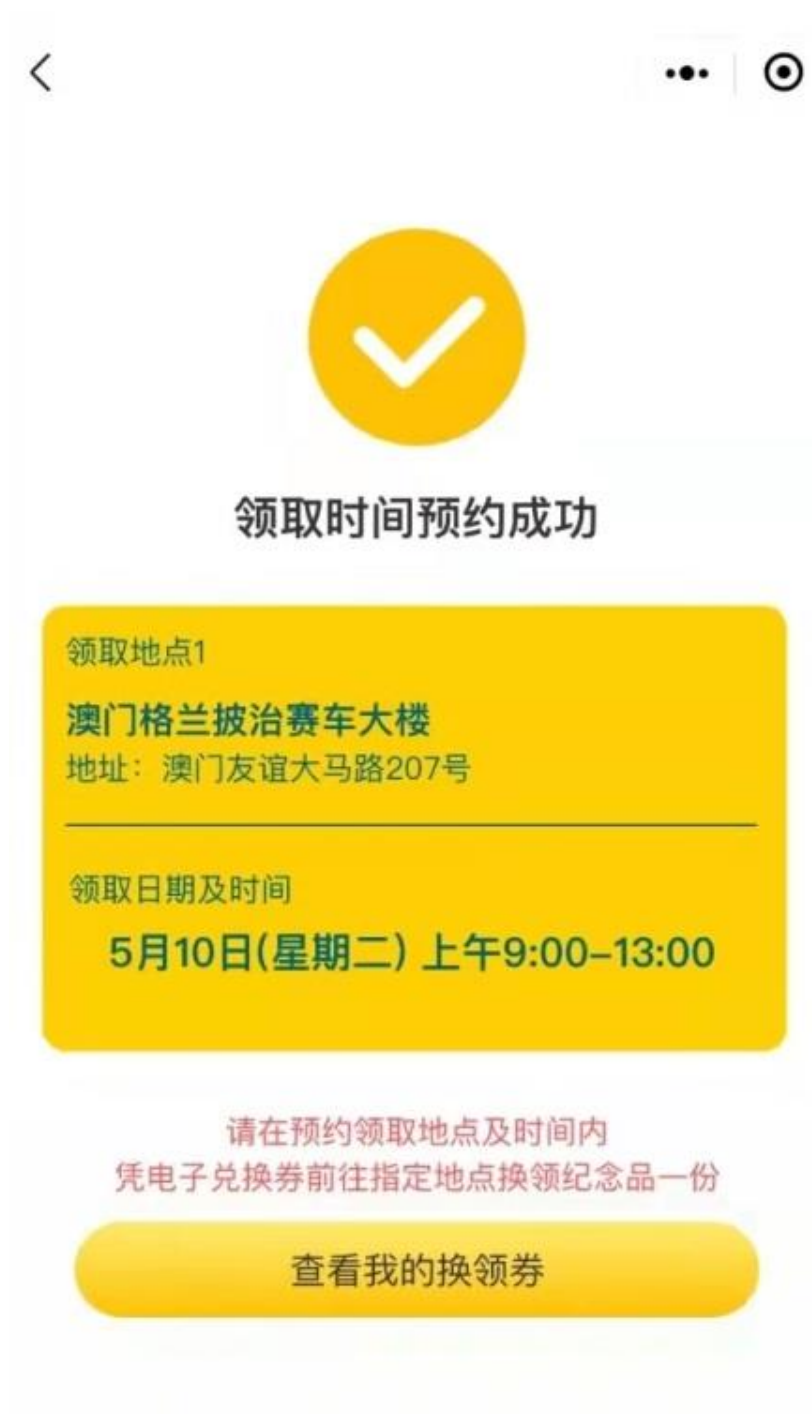 领取时间预约成功
领取地点1
澳门格兰披治赛车大楼
地址：澳门友谊大马路207号
领取日期及时间
5月10日(星期二) 上午9:00–13:00
请在预约领取地点及时间内
凭电子兑换券前往指定地点换领纪念品一份
查看我的换领券